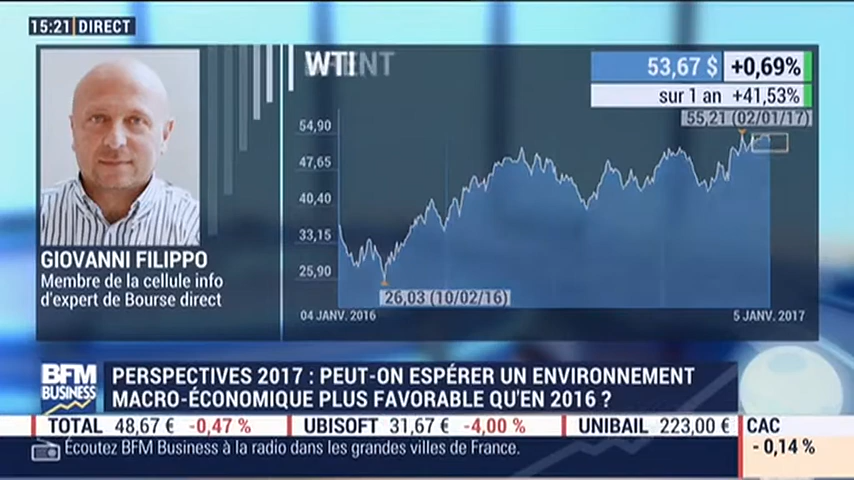 15:21 DIRECT
WTI
53,67 $ +0,69%
sur 1 an +41,53%
55,21 (02/01/17)
54,90
47,65
40,40
33,15
25,90
26,03 (10/02/16)
04 JANV. 2016
5 JANV. 2017
GIOVANNI FILIPPO
Membre de la cellule info
d'expert de Bourse direct
BFM
BUSINESS
PERSPECTIVES 2017 : PEUT-ON ESPÉRER UN ENVIRONNEMENT
MACRO-ÉCONOMIQUE PLUS FAVORABLE QU'EN 2016 ?
TOTAL 48,67 € -0,47 % UBISOFT 31,67 € -4,00 % UNIBAIL 223,00 €
CAC
- 0,14 %
Écoutez BFM Business à la radio dans les grandes villes de France.